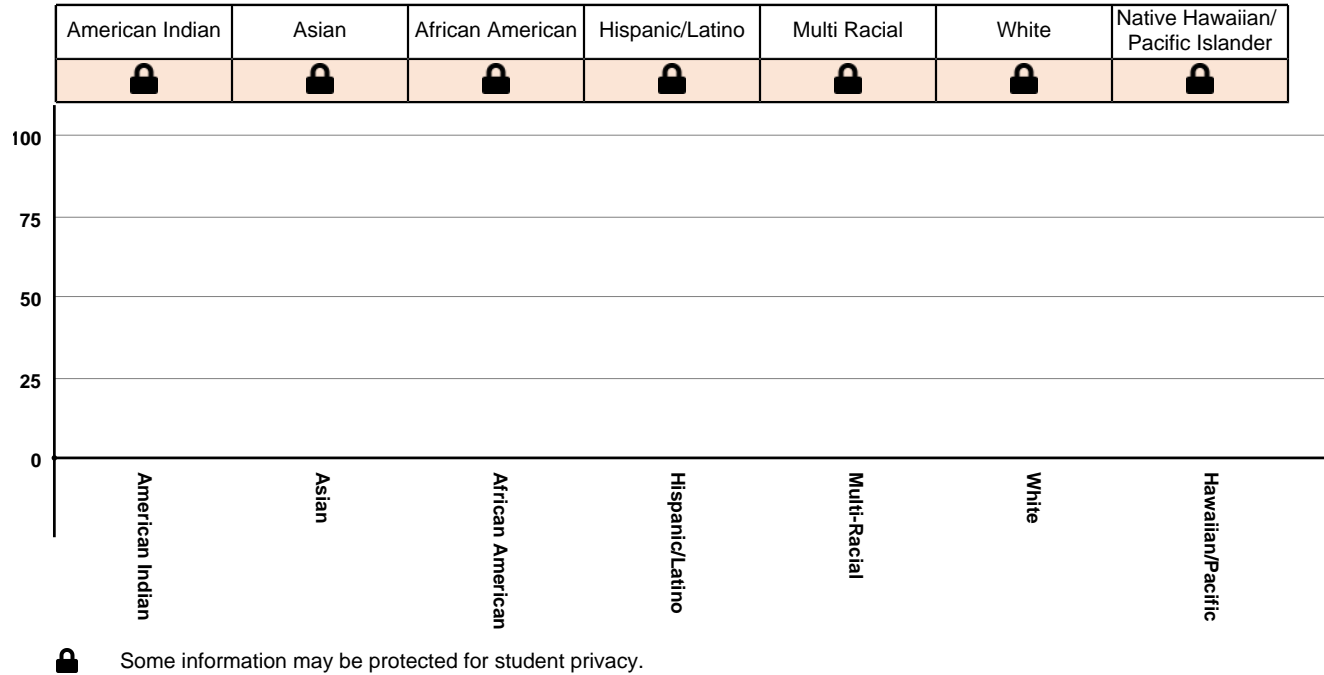 American Indian
Asian
African American
Hispanic/Latino
Multi Racial
White
Native Hawaiian/
Pacific Islander
100
75
50
25
0
American Indian
Asian
African American
Hispanic/Latino
Multi-Racial
White
Hawaiian/Pacific
Some information may be protected for student privacy.